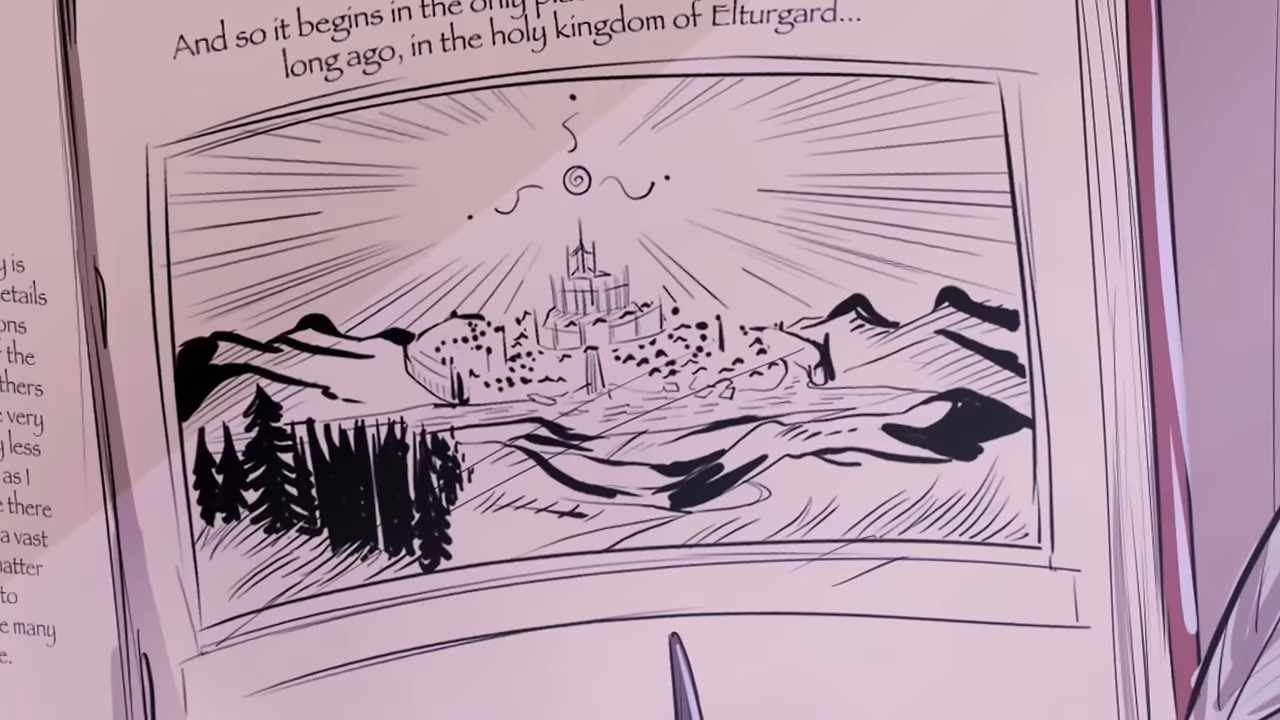 y is
etails
ons
the
thers
very
less
as I
there
a vast
atter
to
e many
e.
And so it begins in the only
long ago, in the holy kingdom of Elturgard...